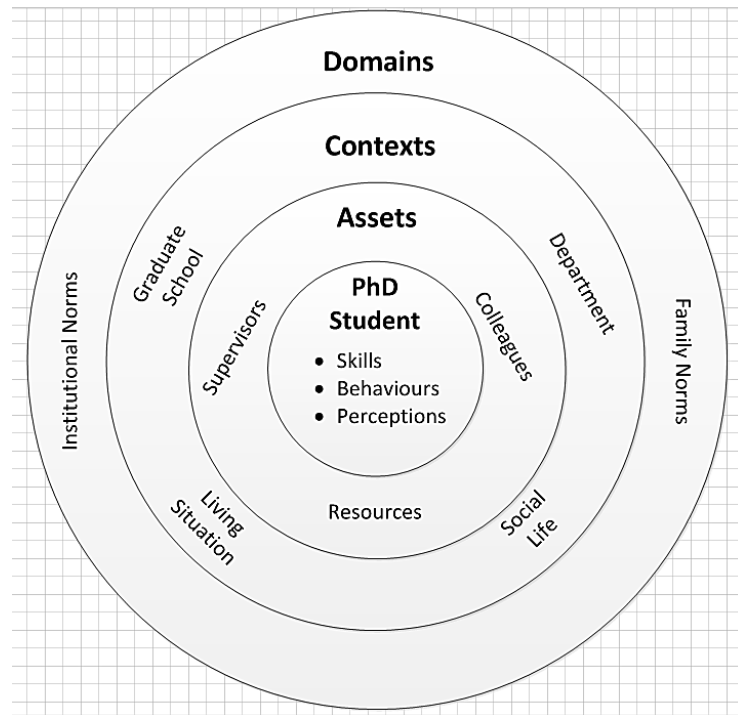 Domains
Contexts
Assets
PhD
Student
• Skills
• Behaviours
• Perceptions
Supervisors
Colleagues
Resources
Graduate
School
Department
Living
Situation
Social
Life
Institutional Norms
Family Norms